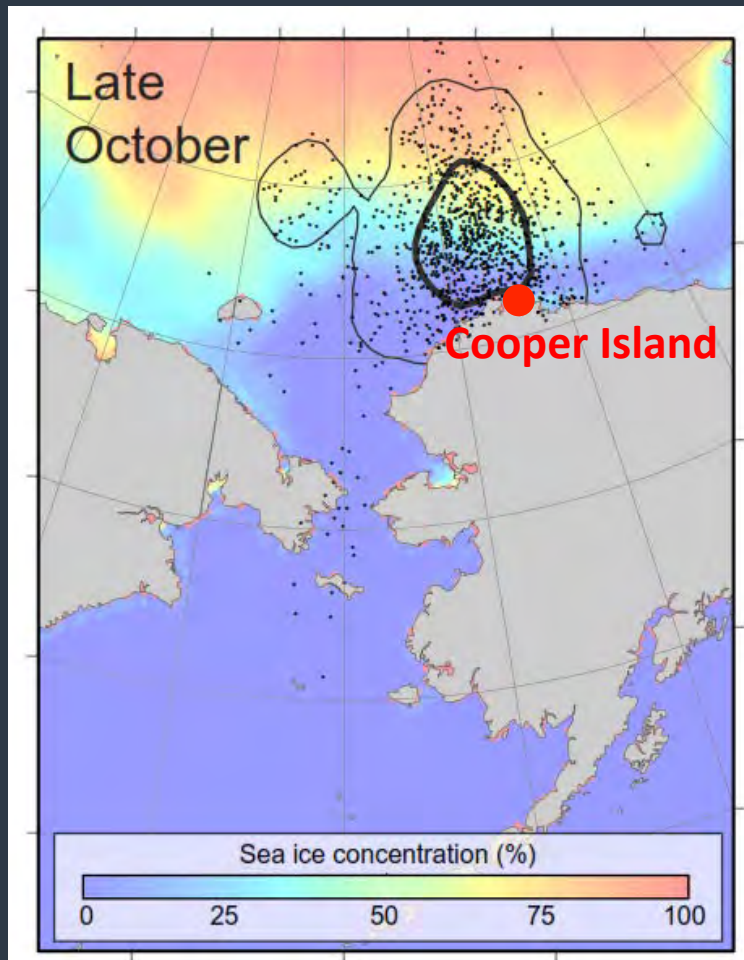 Late
October
Cooper Island
Sea ice concentration (%)
0 25 50 75 100